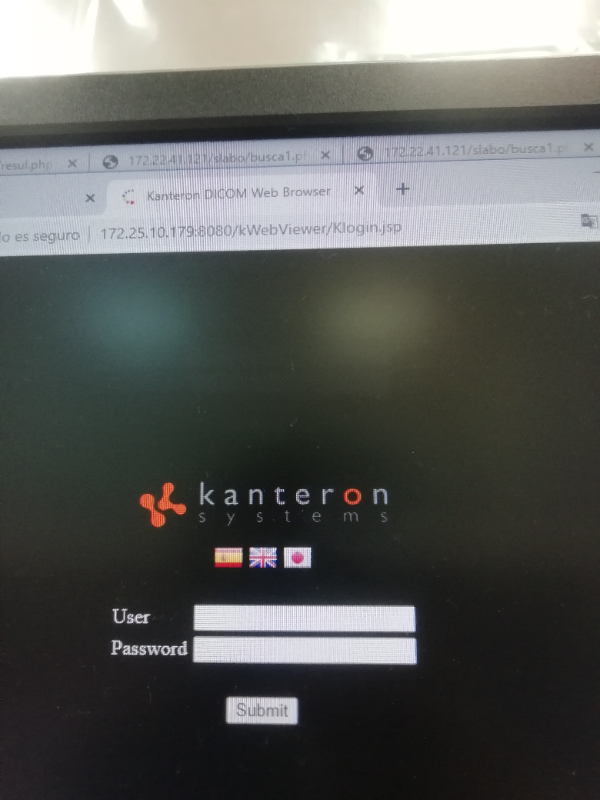 resul.php
172.22.41.121/slabo/busca1.p
172.22.41.121/slabo/busca1.p
Kanteron DICOM Web Browser
o es seguro | 172.25.10.179:8080/kWebViewer/Klogin.jsp
kanteron
systems
User
Password
Submit